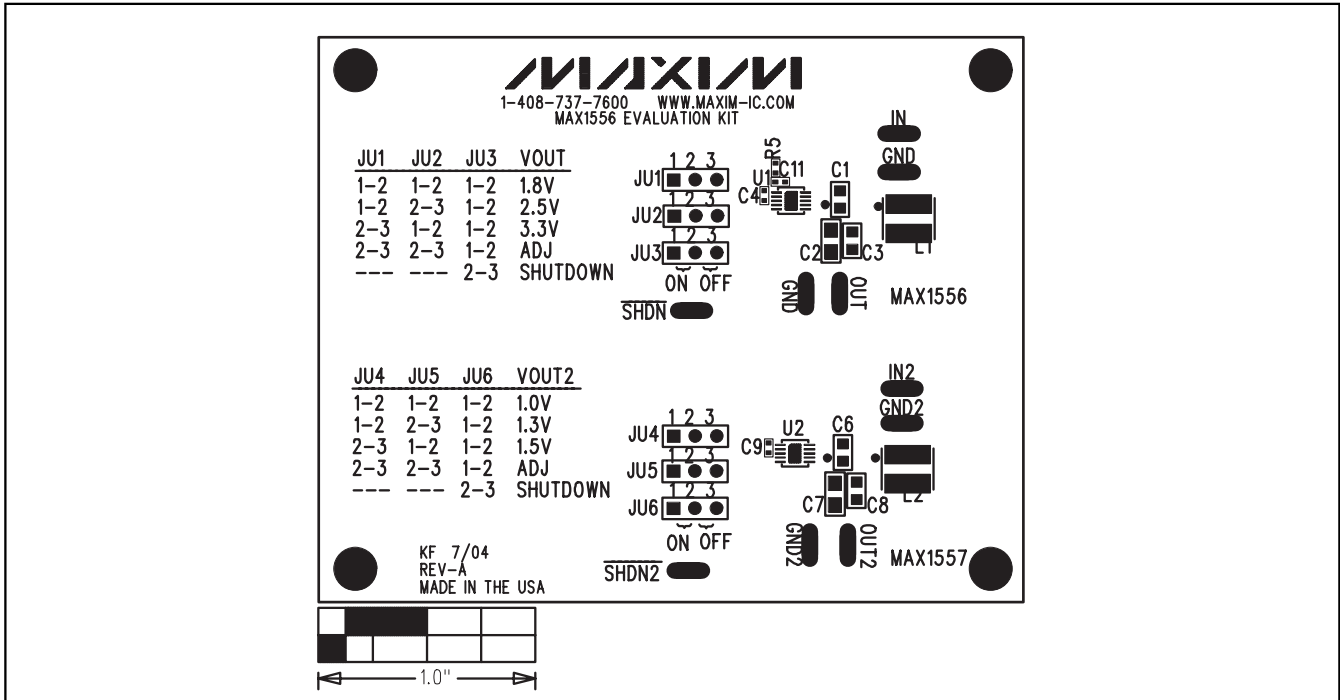 MAXIM
1-408-737-7600 WWW.MAXIM-IC.COM
MAX1556 EVALUATION KIT
JU1 JU2 JU3 VOUT
1-2 1-2 1-2 1.8V
1-2 2-3 1-2 2.5V
2-3 1-2 1-2 3.3V
2-3 2-3 1-2 ADJ
--- --- 2-3 SHUTDOWN
1 2 3
JU1
1 2 3
JU2
1 2 3
JU3
ON OFF
SHDN
R5
U1 C11
C4
C1
C2 C3
IN
GND
L1
GND OUT
MAX1556
JU4 JU5 JU6 VOUT2
1-2 1-2 1-2 1.0V
1-2 2-3 1-2 1.3V
2-3 1-2 1-2 1.5V
2-3 2-3 1-2 ADJ
--- --- 2-3 SHUTDOWN
1 2 3
JU4
1 2 3
JU5
1 2 3
JU6
ON OFF
SHDN2
U2
C9
C6
C7 C8
IN2
GND2
L2
GND2 OUT2
MAX1557
KF 7/04
REV-A
MADE IN THE USA
1.0"